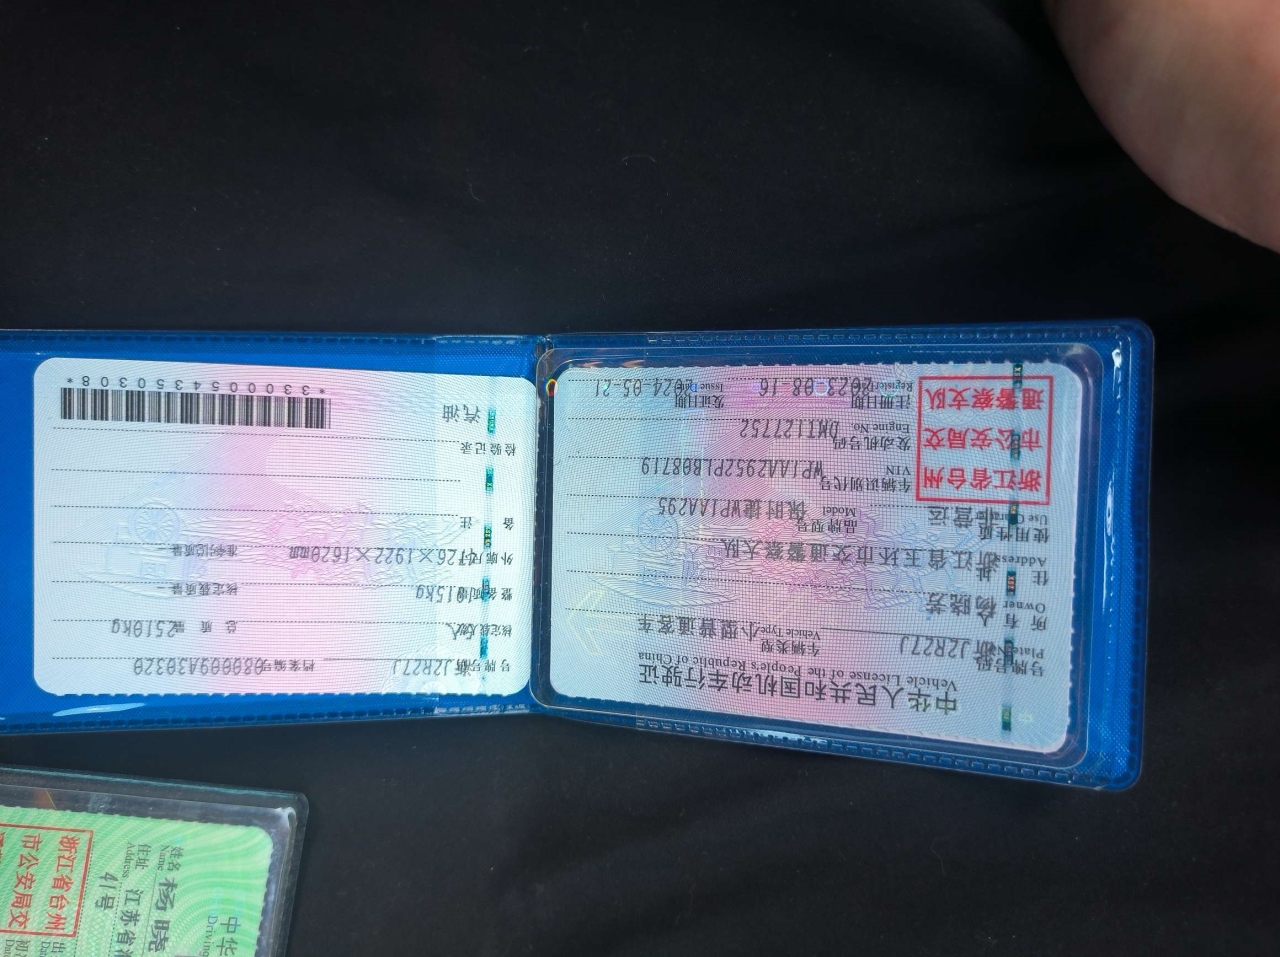 中华人民共和国机动车行驶证
Vehicle License of the People's Republic of China
号牌号码 浙J2R27J 车辆类型 小型普通客车
Plate No. Vehicle Type
所有人 杨晓芳
Owner
住址 浙江省玉环市交通警察大队
Address
使用性质 非营运 品牌型号 保时捷WP1AA295
Use Character Model
浙江省台州
市公安局交
通警察支队
车辆识别代号 WP1AA2952PLB08719
VIN
发动机号码 DMT127752
Engine No.
注册日期 2023-08-16 发证日期 2024-05-21
Register Issue Date
号牌号码 浙J2R27J 档案编号 080009A30320
核定载人 总质量 2510kg
整备质量 2015kg 核定载质量 --
外廓尺寸 4726×1922×1620mm 准牵引总质量 --
备注
检验记录
汽油
*3300054350308*
中华
Driving
姓名 杨晓
Name
住址 江苏省
Address
41号
浙江省台州
市公安局交